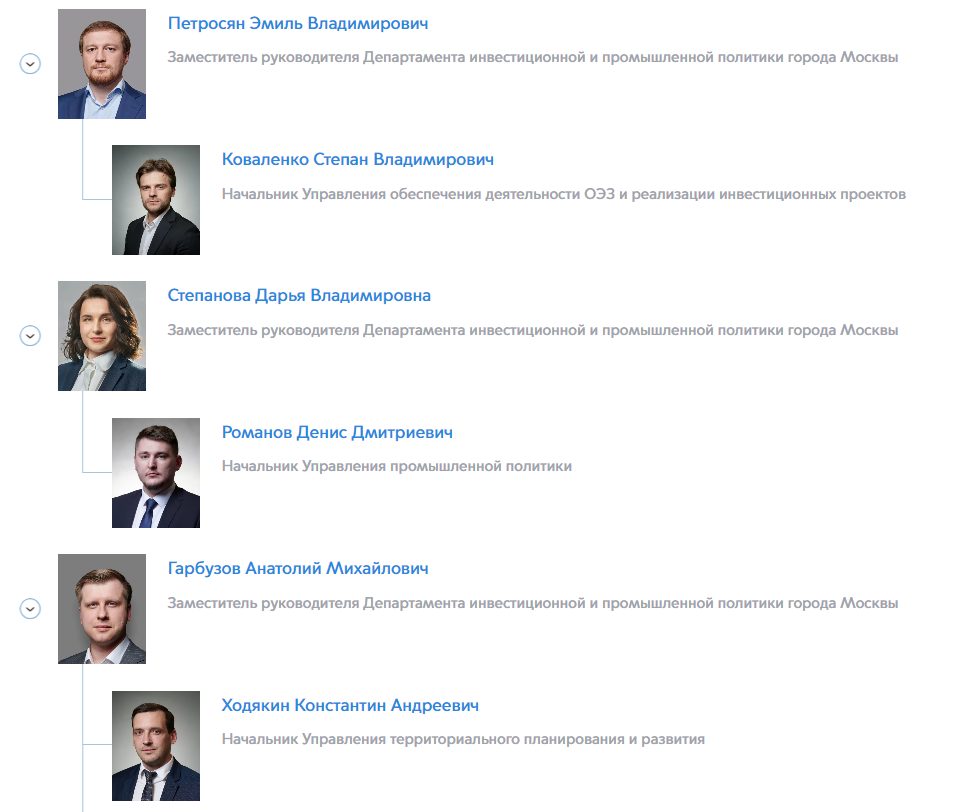 Петросян Эмиль Владимирович
Заместитель руководителя Департамента инвестиционной и промышленной политики города Москвы
Коваленко Степан Владимирович
Начальник Управления обеспечения деятельности ОЭЗ и реализации инвестиционных проектов
Степанова Дарья Владимировна
Заместитель руководителя Департамента инвестиционной и промышленной политики города Москвы
Романов Денис Дмитриевич
Начальник Управления промышленной политики
Гарбузов Анатолий Михайлович
Заместитель руководителя Департамента инвестиционной и промышленной политики города Москвы
Ходякин Константин Андреевич
Начальник Управления территориального планирования и развития